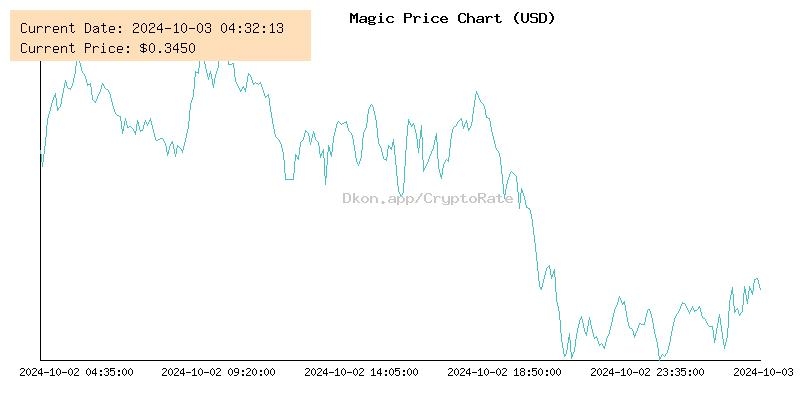 Magic Price Chart (USD)
Current Date: 2024-10-03 04:32:13
Current Price: $0.3450
Dkon.app/CryptoRate
2024-10-02 04:35:00 2024-10-02 09:20:00 2024-10-02 14:05:00 2024-10-02 18:50:00 2024-10-02 23:35:00 2024-10-03